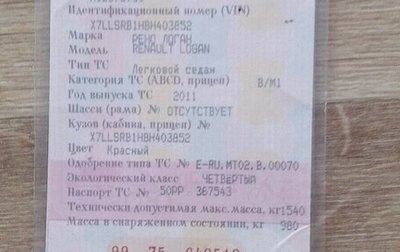 Идентификационный номер (VIN)
X7LLSRB1HBH403852
Марка РЕНО ЛОГАН
Модель RENAULT LOGAN
Тип ТС Легковой седан
Категория ТС (ABCD, прицеп) B/M1
Год выпуска ТС 2011
Шасси (рама) № ОТСУТСТВУЕТ
Кузов (кабина, прицеп) №
X7LLSRB1HBH403852
Цвет Красный
Одобрение типа ТС № E-RU.MT02.B.00070
Экологический класс ЧЕТВЕРТЫЙ
Паспорт ТС № 50РР 367543
Технически допустимая макс. масса, кг 1540
Масса в снаряженном состоянии, кг 980